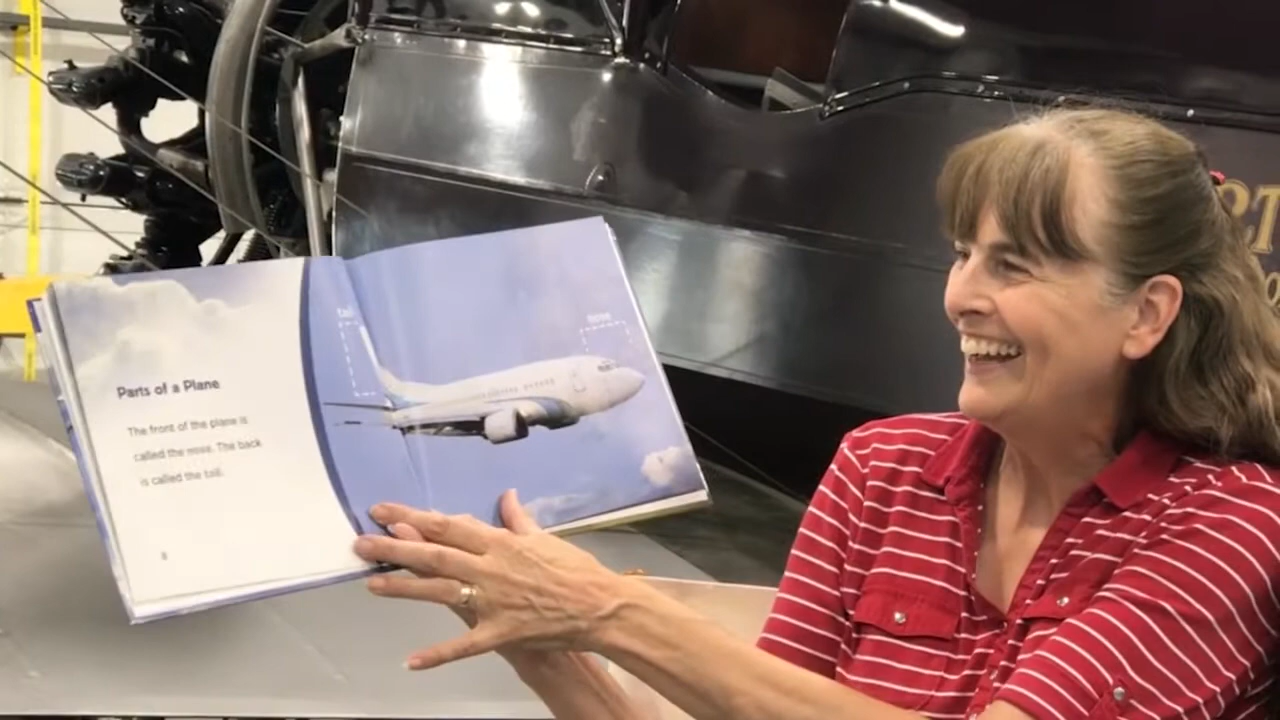 Parts of a Plane
The front of the plane is
called the nose. The back
is called the tail.
8
tail
nose